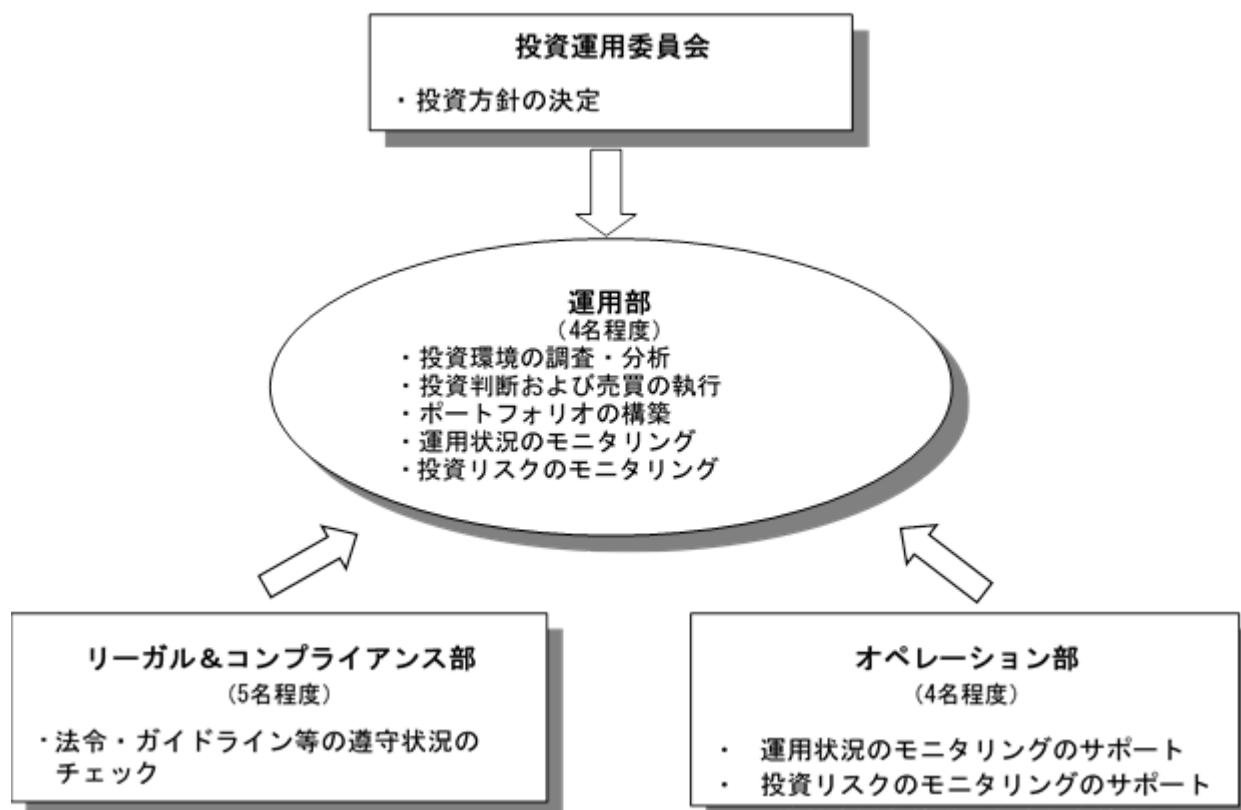 投資運用委員会
・投資方針の決定
運用部
（4名程度）
・投資環境の調査・分析
・投資判断および売買の執行
・ポートフォリオの構築
・運用状況のモニタリング
・投資リスクのモニタリング
リーガル＆コンプライアンス部
（5名程度）
・法令・ガイドライン等の遵守状況の
チェック
オペレーション部
（4名程度）
・ 運用状況のモニタリングのサポート
・ 投資リスクのモニタリングのサポート